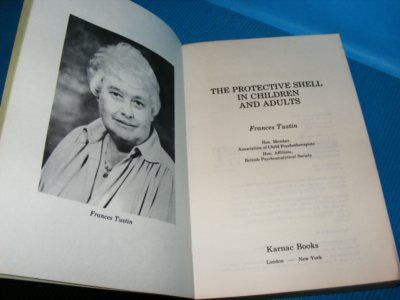 Frances Tustin
THE PROTECTIVE SHELL
IN CHILDREN
AND ADULTS
Frances Tustin
Hon. Member,
Association of Child Psychotherapists
Hon. Affiliate,
British Psychoanalytical Society
Karnac Books
London — New York